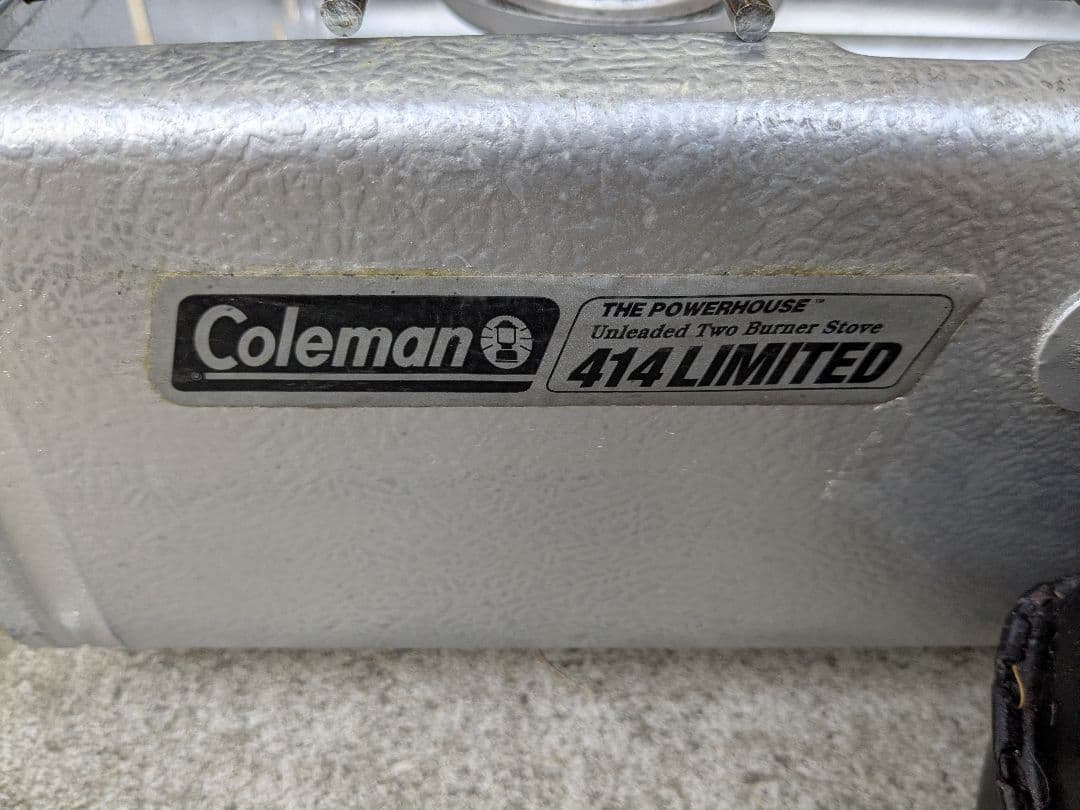 Coleman
®
THE POWERHOUSE™
Unleaded Two Burner Stove
414 LIMITED